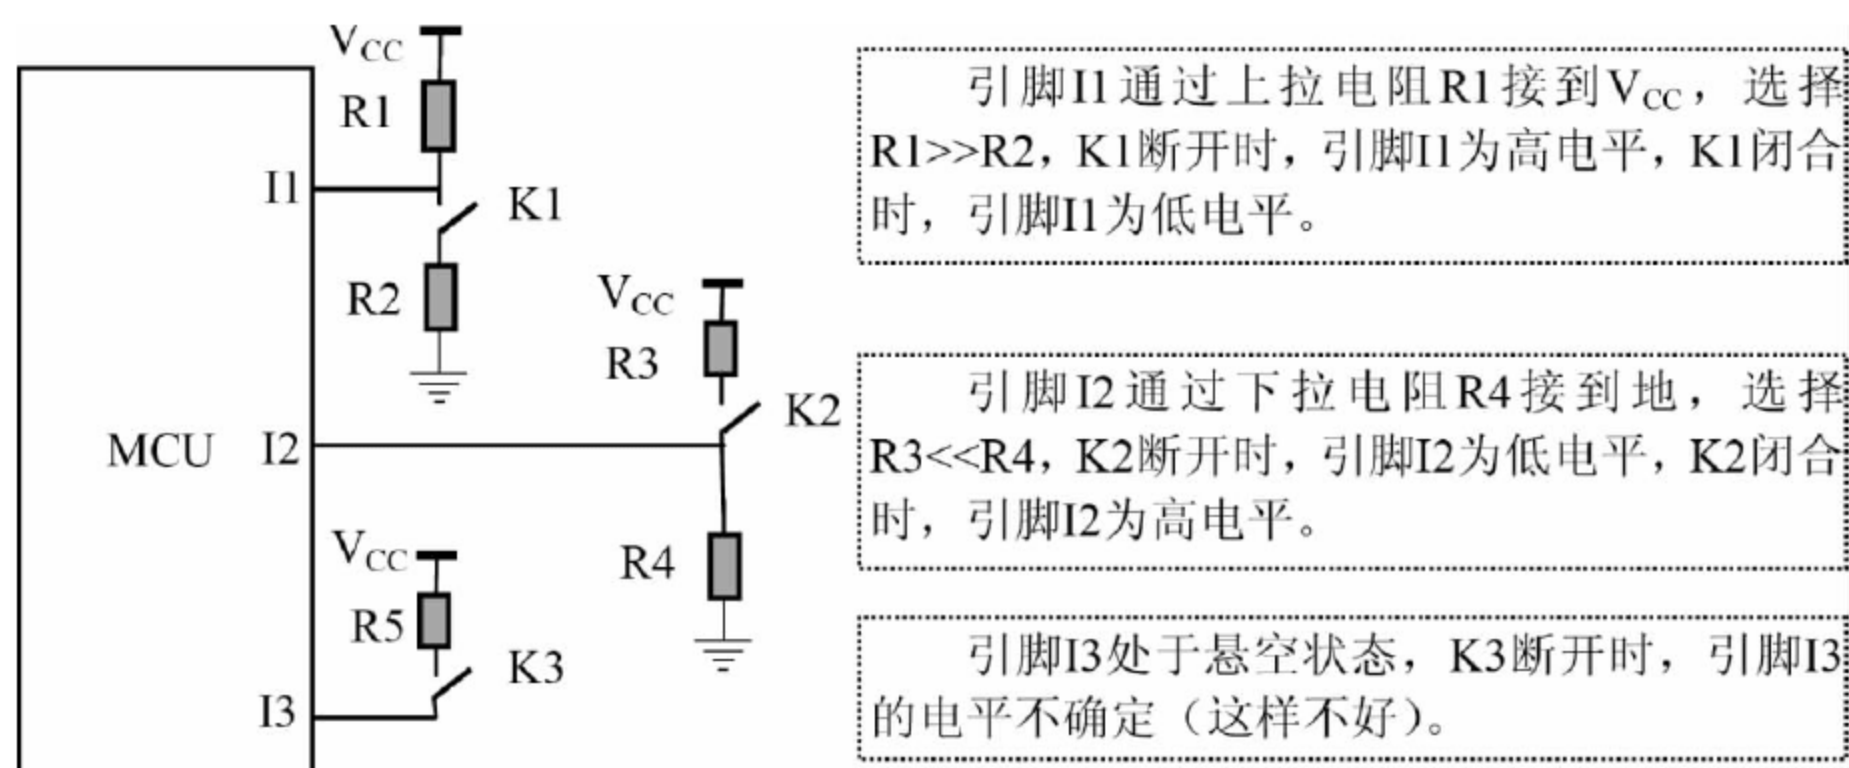 V_CC
R1
I1
K1
R2
V_CC
R3
K2
MCU
I2
V_CC
R4
R5
K3
I3
引脚I1通过上拉电阻R1接到V_CC，选择
R1>>R2，K1断开时，引脚I1为高电平，K1闭合
时，引脚I1为低电平。
引脚I2通过下拉电阻R4接到地，选择
R3<<R4，K2断开时，引脚I2为低电平，K2闭合
时，引脚I2为高电平。
引脚I3处于悬空状态，K3断开时，引脚I3
的电平不确定（这样不好）。